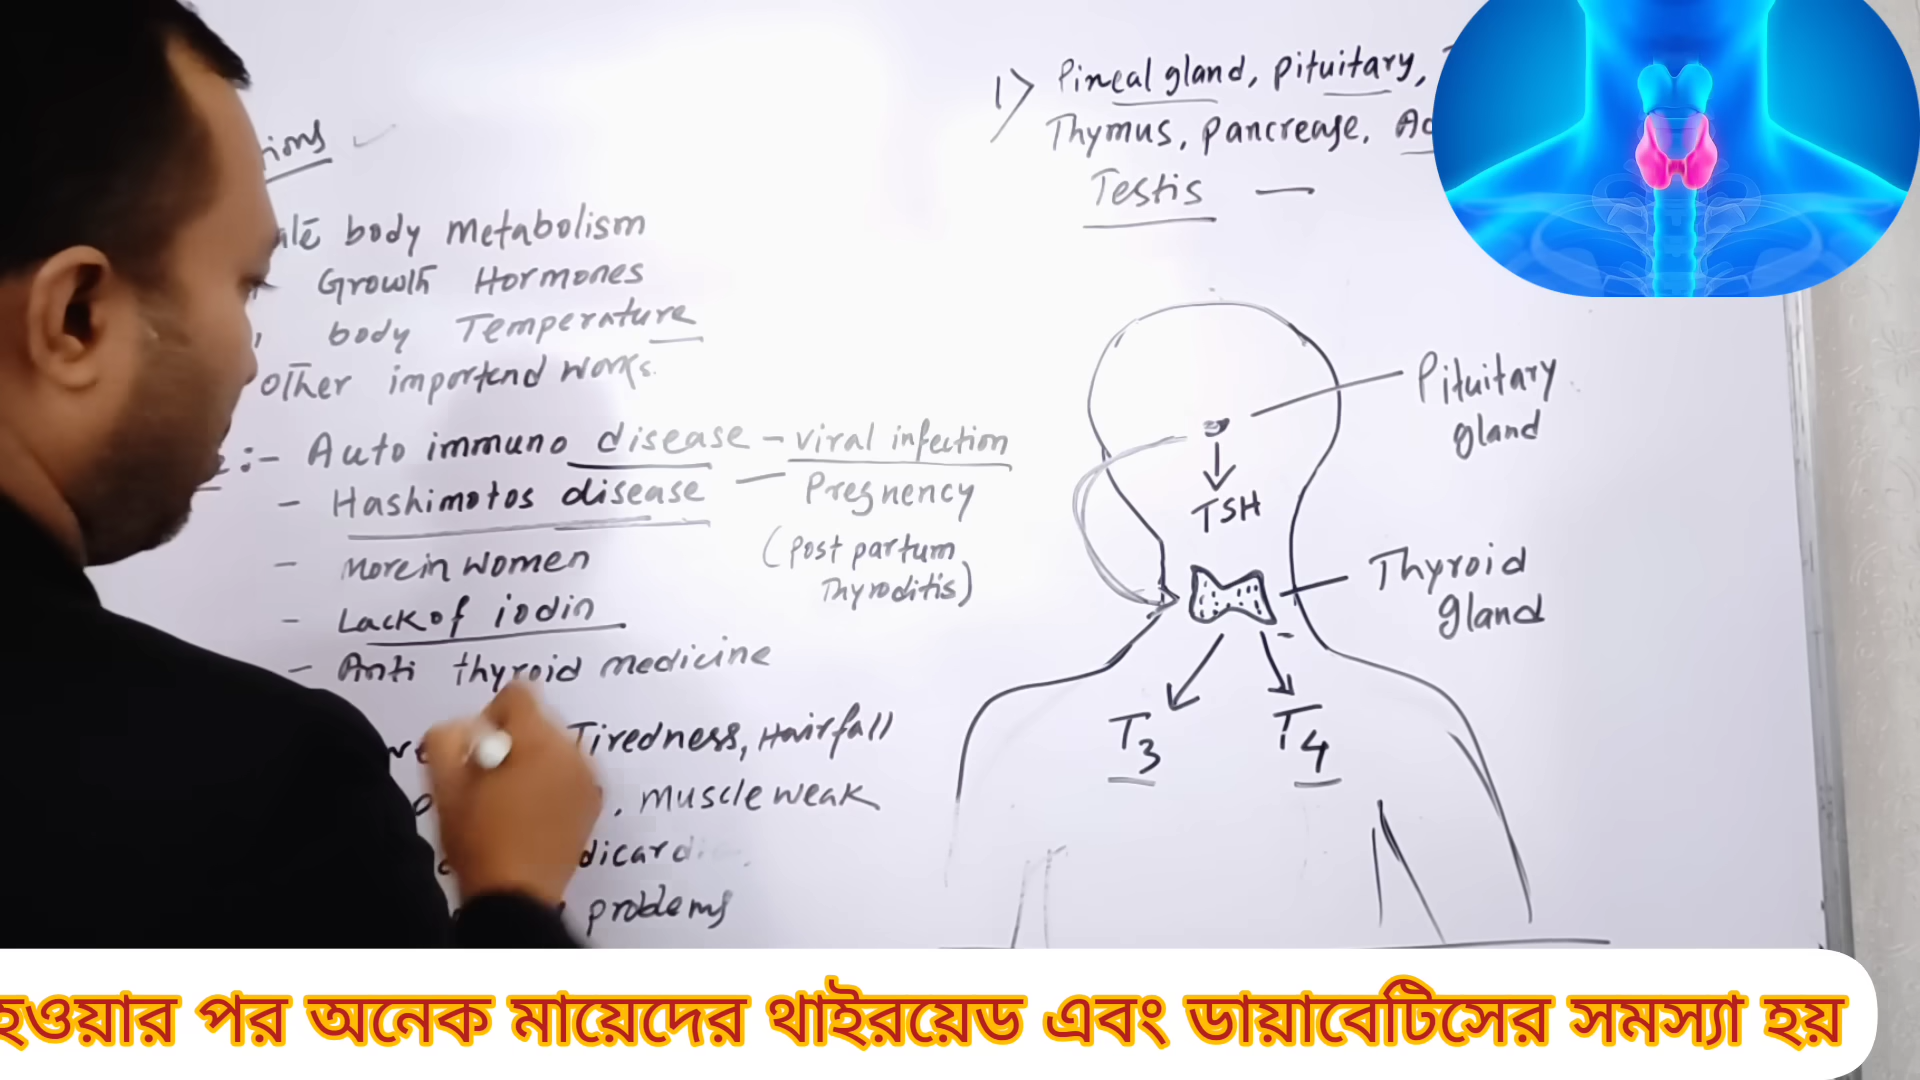 1) Pineal gland, Pituitary,
Thymus, Pancrease,
Testis —
body Metabolism
Growth Hormones
body Temperature
other importend works.
:- Auto immuno disease - viral infection
- Hashimotos disease — Pregnency
(Post partum
Thyroditis)
- More in women
- Lack of iodin
- Anti thyroid medicine
Tiredness, Hairfall
, Muscle weak
problems
Pituitary
gland
TSH
Thyroid
gland
T3 T4
হওয়ার পর অনেক মায়েদের থাইরয়েড এবং ডায়াবেটিসের সমস্যা হয়